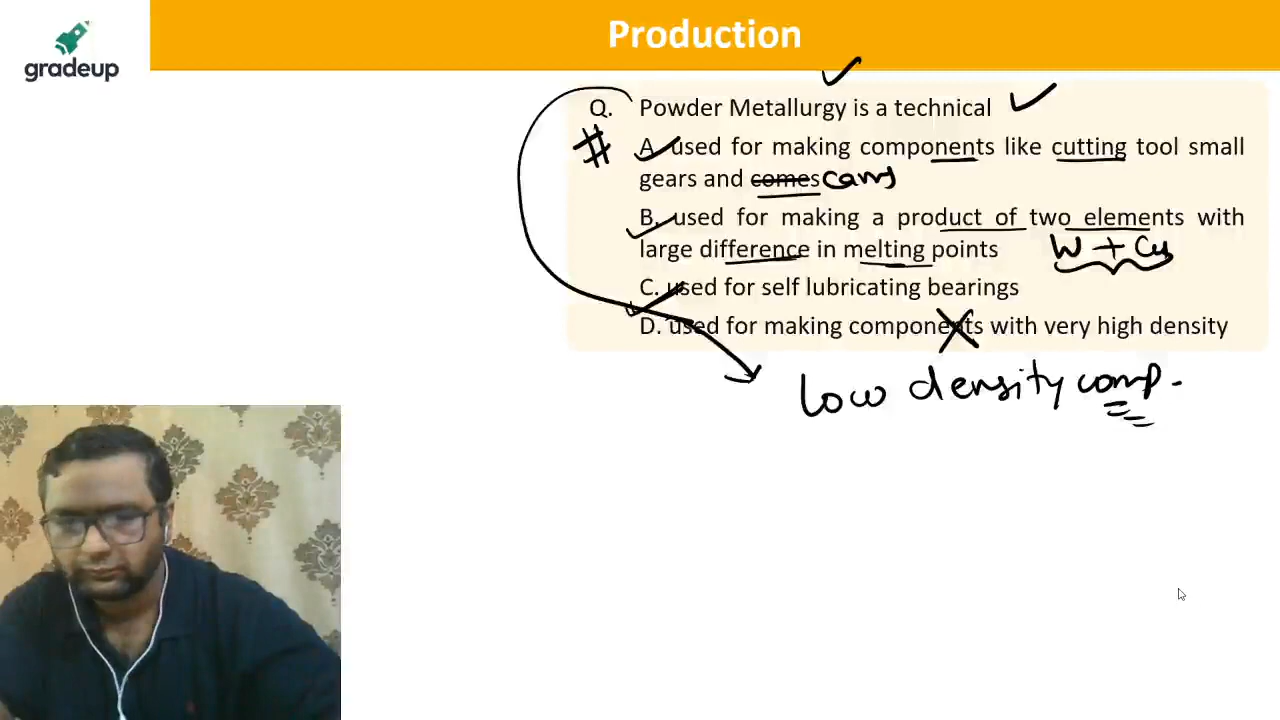 Production
gradeup
Q. Powder Metallurgy is a technical
# A. used for making components like cutting tool small
gears and comes cams
B. used for making a product of two elements with
large difference in melting points W + Cu
C. used for self lubricating bearings
D. used for making components with very high density
low density comp.